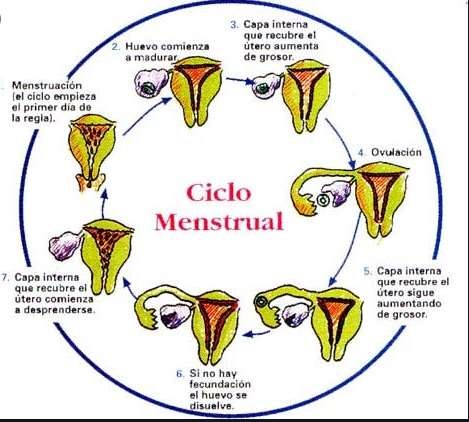 Ciclo
Menstrual
1. Menstruación
(el ciclo empieza
el primer día de
la regla).
2. Huevo comienza
a madurar.
3. Capa interna
que recubre el
útero aumenta
de grosor.
4. Ovulación
5. Capa interna
que recubre el
útero sigue
aumentando
de grosor.
6. Si no hay
fecundación
el huevo se
disuelve.
7. Capa interna
que recubre el
útero comienza
a desprenderse.